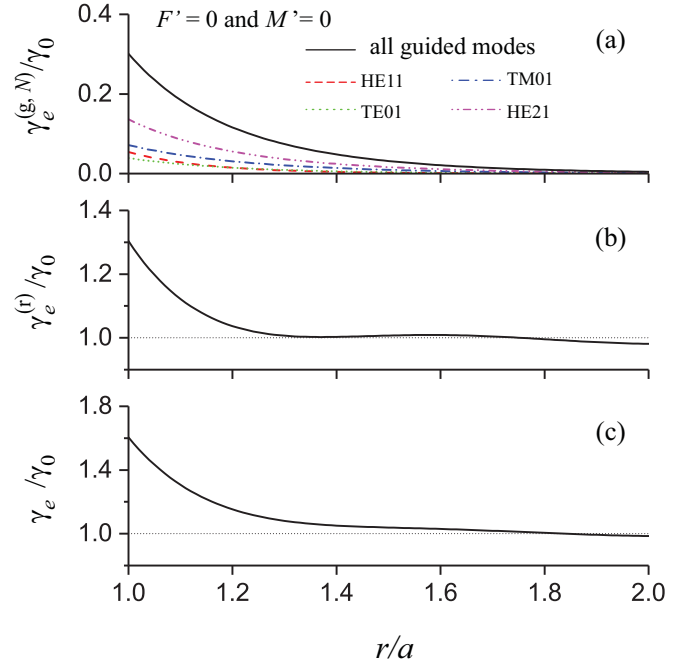 F' = 0 and M' = 0
(a)
all guided modes
HE11
TM01
TE01
HE21
γe(g, N)/γ0
0.4
0.2
0.0
(b)
γe(r)/γ0
1.4
1.2
1.0
(c)
γe/γ0
1.8
1.4
1.0
1.0 1.2 1.4 1.6 1.8 2.0
r/a